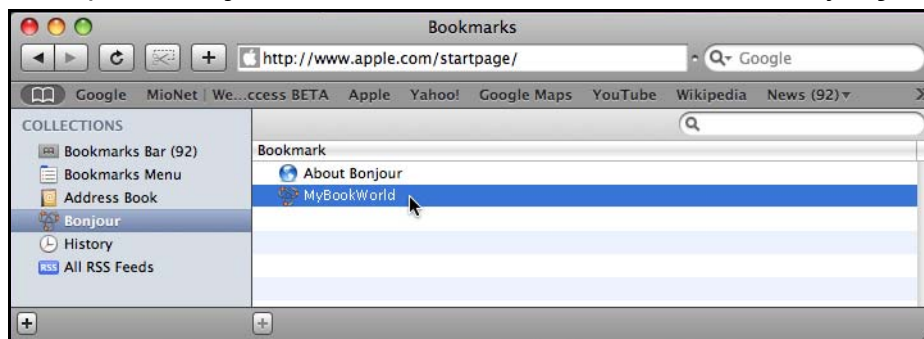 Bookmarks
http://www.apple.com/startpage/
Google
Google MioNet | We...ccess BETA Apple Yahoo! Google Maps YouTube Wikipedia News (92)
COLLECTIONS
Bookmarks Bar (92)
Bookmarks Menu
Address Book
Bonjour
History
RSS All RSS Feeds
Bookmark
About Bonjour
MyBookWorld